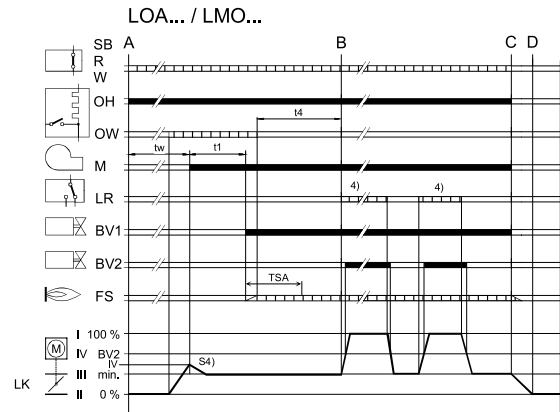 LOA... / LMO...
SB A B C D
R
W
OH
t4
OW
tw t1
M
LR 4) 4)
BV1
BV2
TSA
FS
I 100 %
M IV BV2
IV S4)
LK III min.
II 0 %